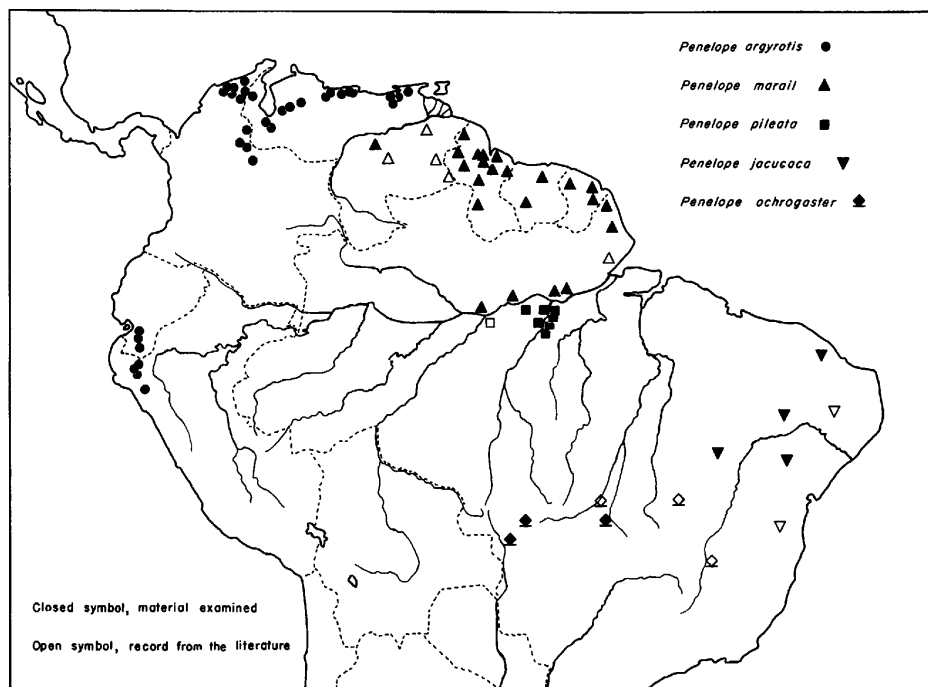 Penelope argyrotis
Penelope marail
Penelope pileata
Penelope jacucaca
Penelope ochrogaster
Closed symbol, material examined
Open symbol, record from the literature